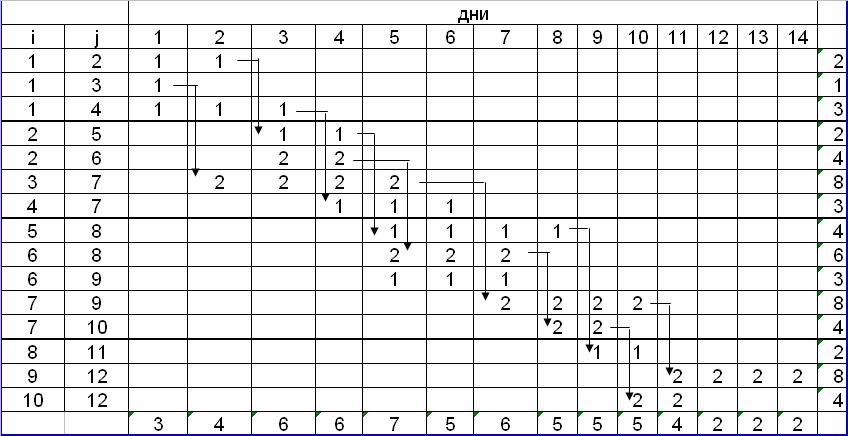 дни
i j 1 2 3 4 5 6 7 8 9 10 11 12 13 14
1 2 1 1 2
1 3 1 1
1 4 1 1 1 3
2 5 1 1 2
2 6 2 2 4
3 7 2 2 2 2 8
4 7 1 1 1 3
5 8 1 1 1 1 4
6 8 2 2 2 6
6 9 1 1 1 3
7 9 2 2 2 2 8
7 10 2 2 4
8 11 1 1 2
9 12 2 2 2 2 8
10 12 2 2 4
3 4 6 6 7 5 6 5 5 5 4 2 2 2